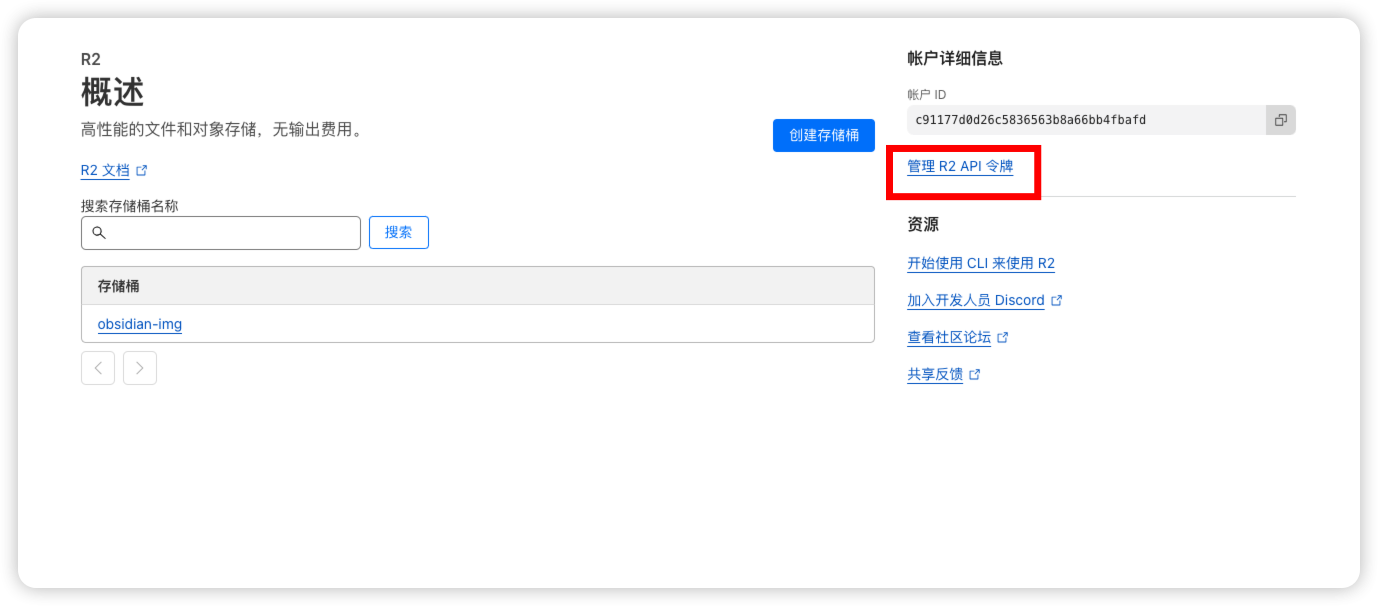 R2
概述
高性能的文件和对象存储，无输出费用。
创建存储桶
R2 文档
搜索存储桶名称
搜索
存储桶
obsidian-img
帐户详细信息
帐户 ID
c91177d0d26c5836563b8a66bb4fbafd
管理 R2 API 令牌
资源
开始使用 CLI 来使用 R2
加入开发人员 Discord
查看社区论坛
共享反馈